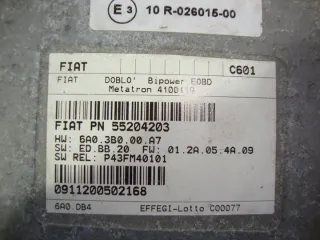 E 3 10 R-026015-00
FIAT C601
FIAT DOBLO' Bipower EOBD
Metatron 4100119
FIAT PN 55204203
HW: 6A0.3B0.00.A7
SW: ED.BB.20 FW: 01.2A.05.4A.09
SW REL: P43FM40101
0911200502168
6A0.DB4 EFFEGI-Lotto C00077